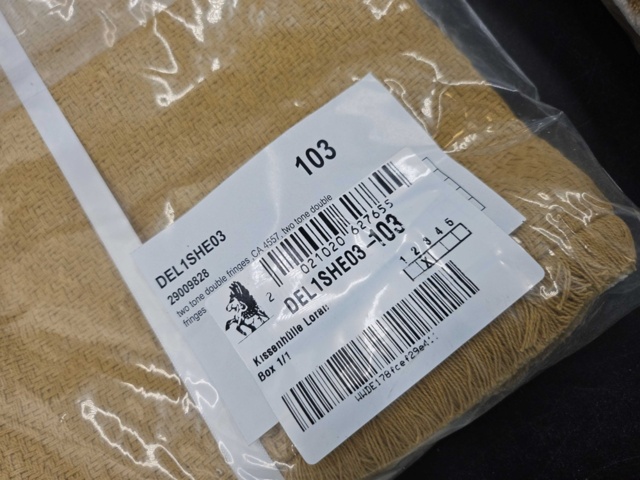 103
DEL1SHE03
29009828
two tone double fringes ,CA 4557, two tone double
fringes
2 021020 627655
DEL1SHE03-103
1 2 3 4 5
X
Kissenhülle
Box 1/1